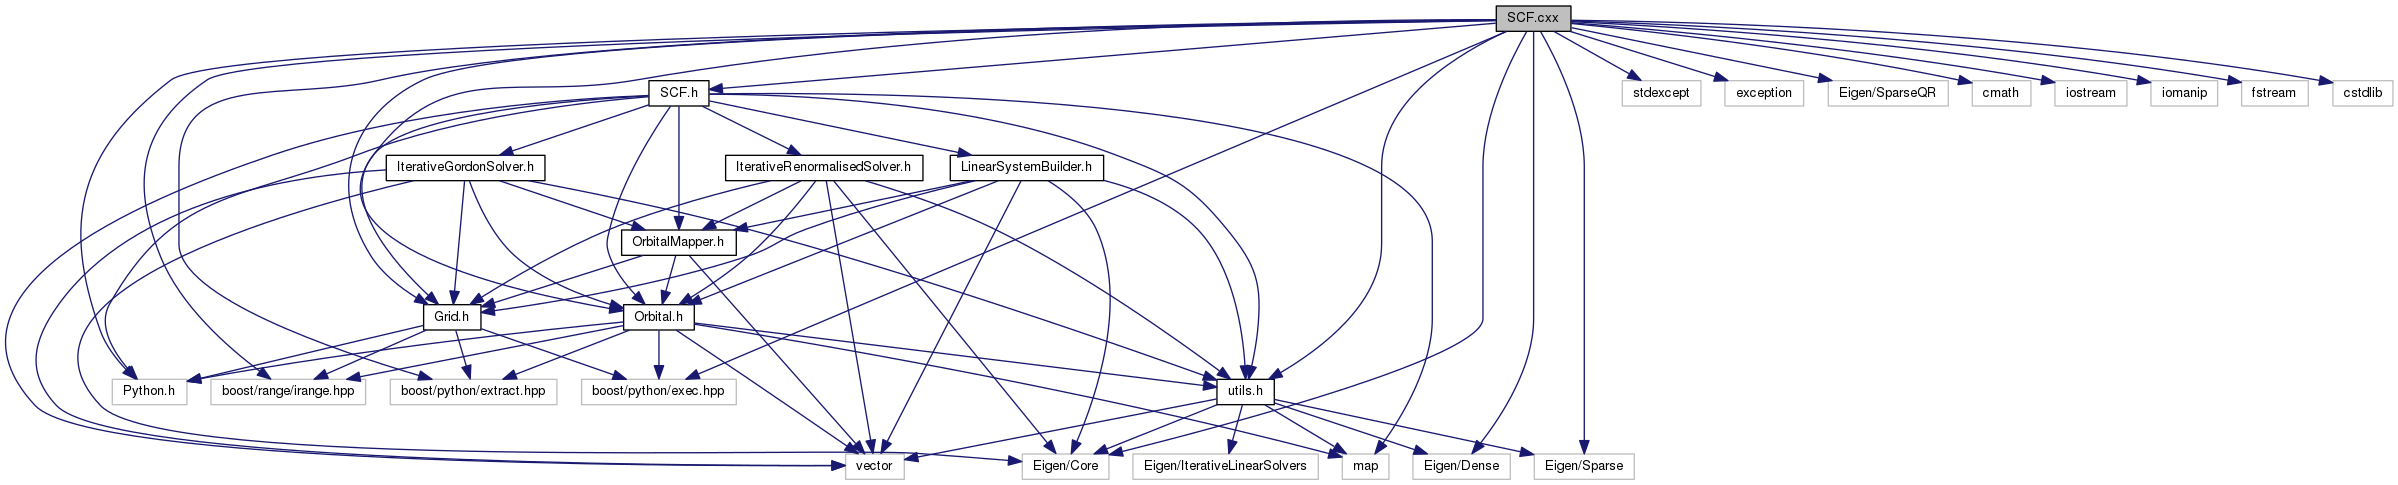 SCF.cxx
SCF.h
stdexcept
exception
Eigen/SparseQR
cmath
iostream
iomanip
fstream
cstdlib
IterativeGordonSolver.h
IterativeRenormalisedSolver.h
LinearSystemBuilder.h
OrbitalMapper.h
Grid.h
Orbital.h
Python.h
boost/range/irange.hpp
boost/python/extract.hpp
boost/python/exec.hpp
utils.h
vector
Eigen/Core
Eigen/IterativeLinearSolvers
map
Eigen/Dense
Eigen/Sparse